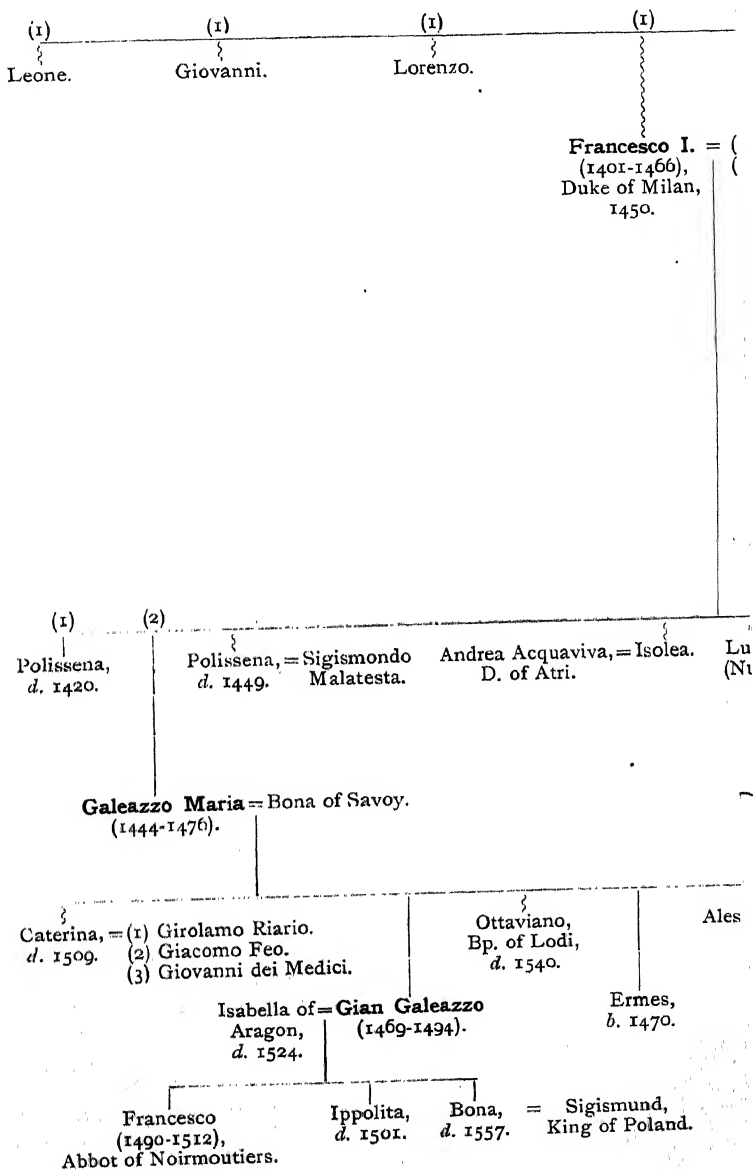 (1) (1) (1) (1)
Leone. Giovanni. Lorenzo.
Francesco I. = (
(1401-1466), (
Duke of Milan,
1450.
(1) (2)
Polissena, Polissena, = Sigismondo Andrea Acquaviva, = Isolea. Lu
d. 1420. d. 1449. Malatesta. D. of Atri. (Nu
Galeazzo Maria = Bona of Savoy.
(1444-1476).
Caterina, = (1) Girolamo Riario. Ottaviano, Ales
d. 1509. (2) Giacomo Feo. Bp. of Lodi,
(3) Giovanni dei Medici. d. 1540.
Isabella of = Gian Galeazzo Ermes,
Aragon, (1469-1494). b. 1470.
d. 1524.
Francesco Ippolita, Bona, = Sigismund,
(1490-1512), d. 1501. d. 1557. King of Poland.
Abbot of Noirmoutiers.